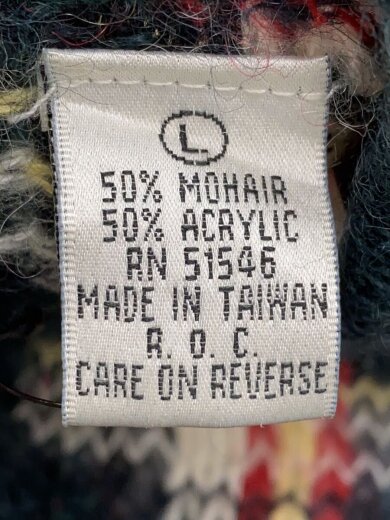 L
50% MOHAIR
50% ACRYLIC
RN 51546
MADE IN TAIWAN
R. O. C.
CARE ON REVERSE